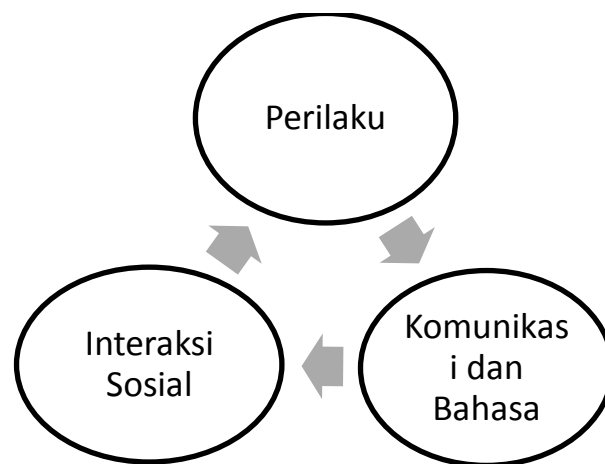 Perilaku
Komunikas
i dan
Bahasa
Interaksi
Sosial